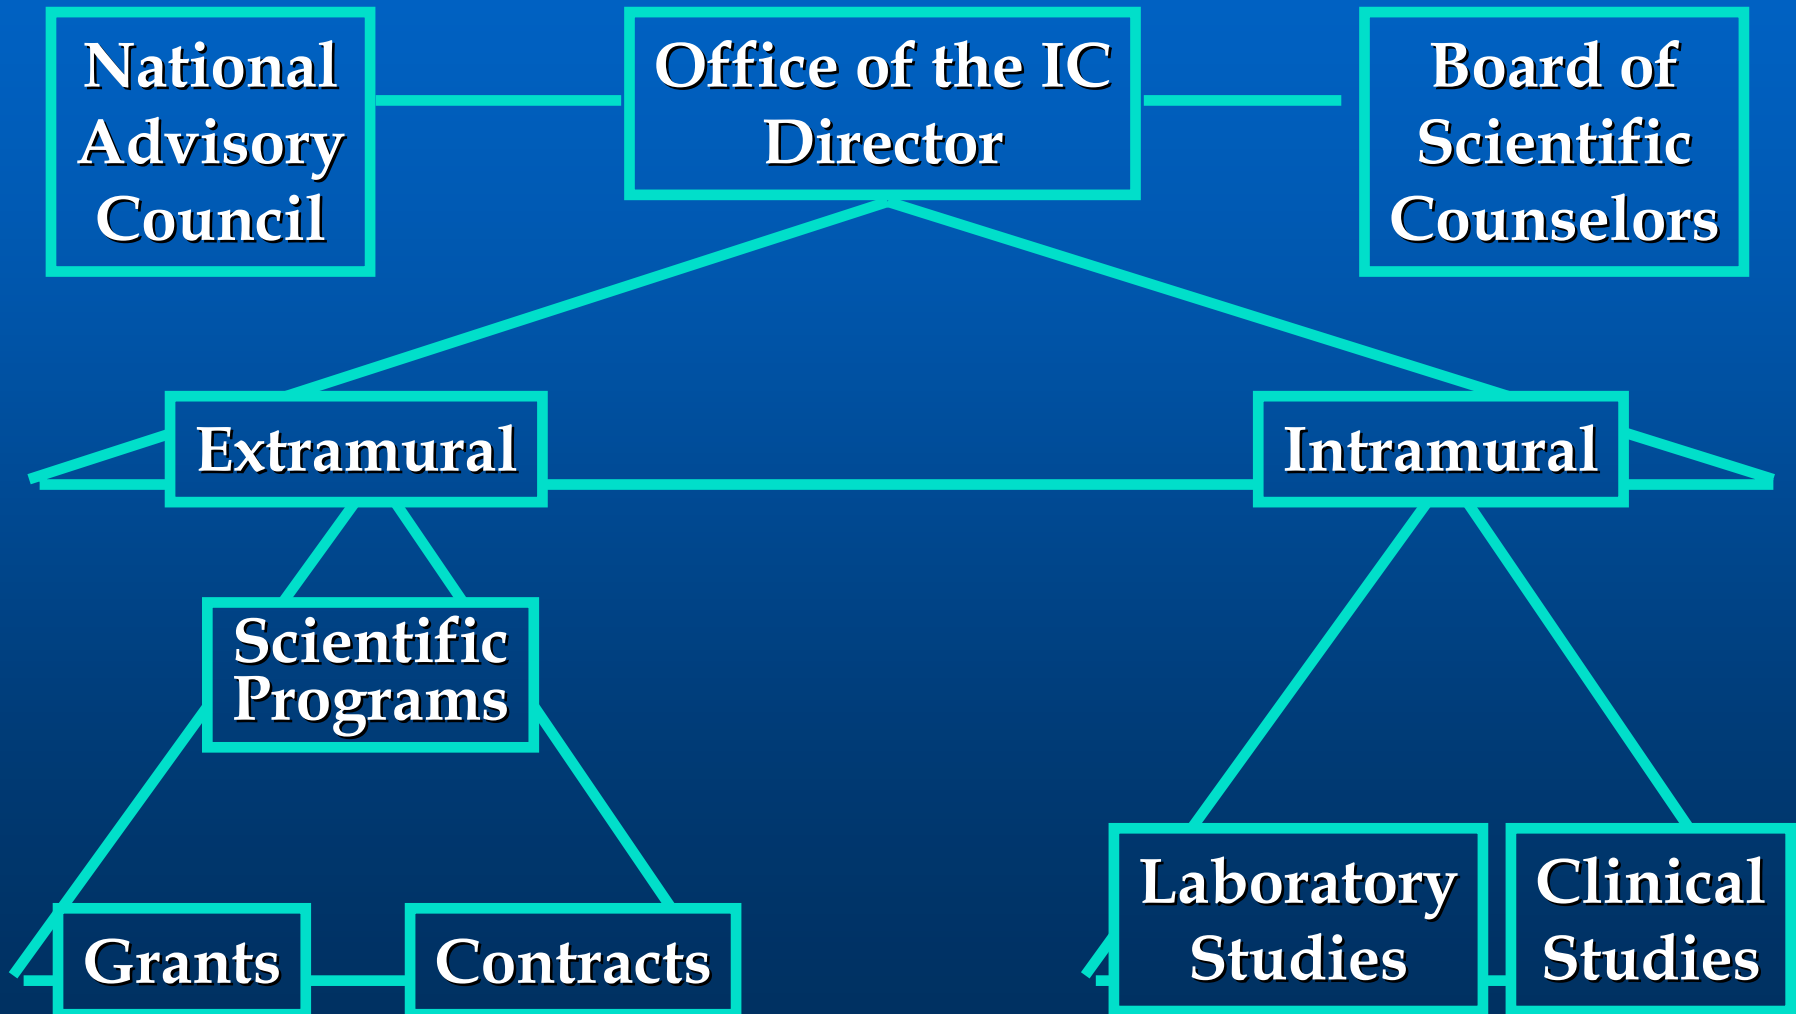 National
Advisory
Council
Office of the IC
Director
Board of
Scientific
Counselors
Extramural
Intramural
Scientific
Programs
Grants
Contracts
Laboratory
Studies
Clinical
Studies